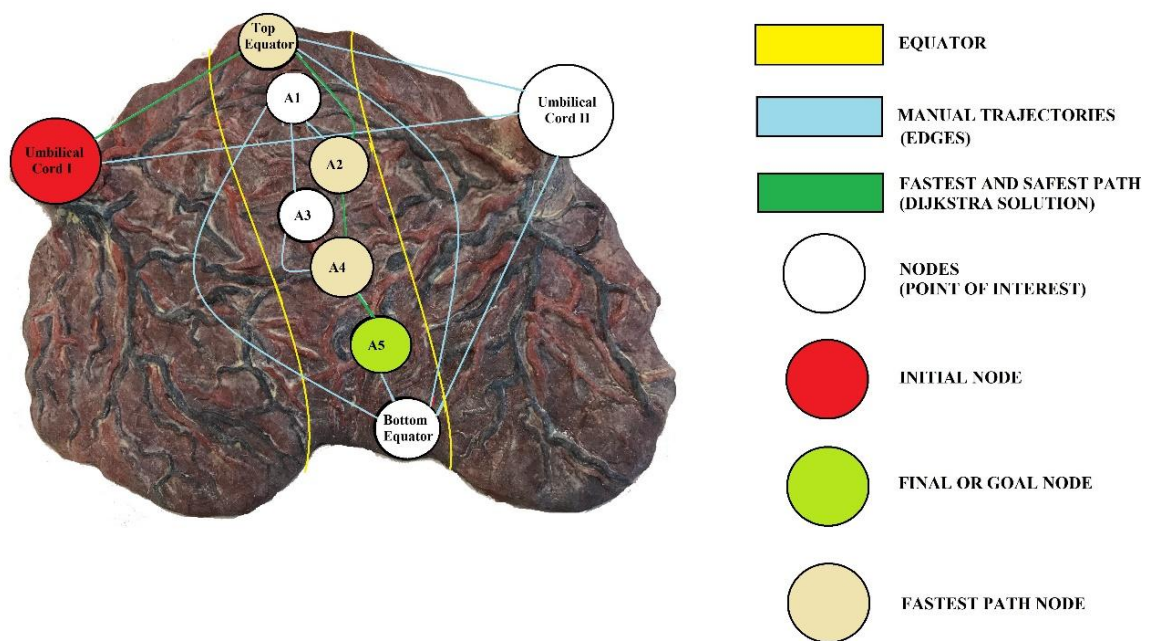 Top
Equator
A1
Umbilical
Cord II
Umbilical
Cord I
A2
A3
A4
A5
Bottom
Equator
EQUATOR
MANUAL TRAJECTORIES
(EDGES)
FASTEST AND SAFEST PATH
(DIJKSTRA SOLUTION)
NODES
(POINT OF INTEREST)
INITIAL NODE
FINAL OR GOAL NODE
FASTEST PATH NODE